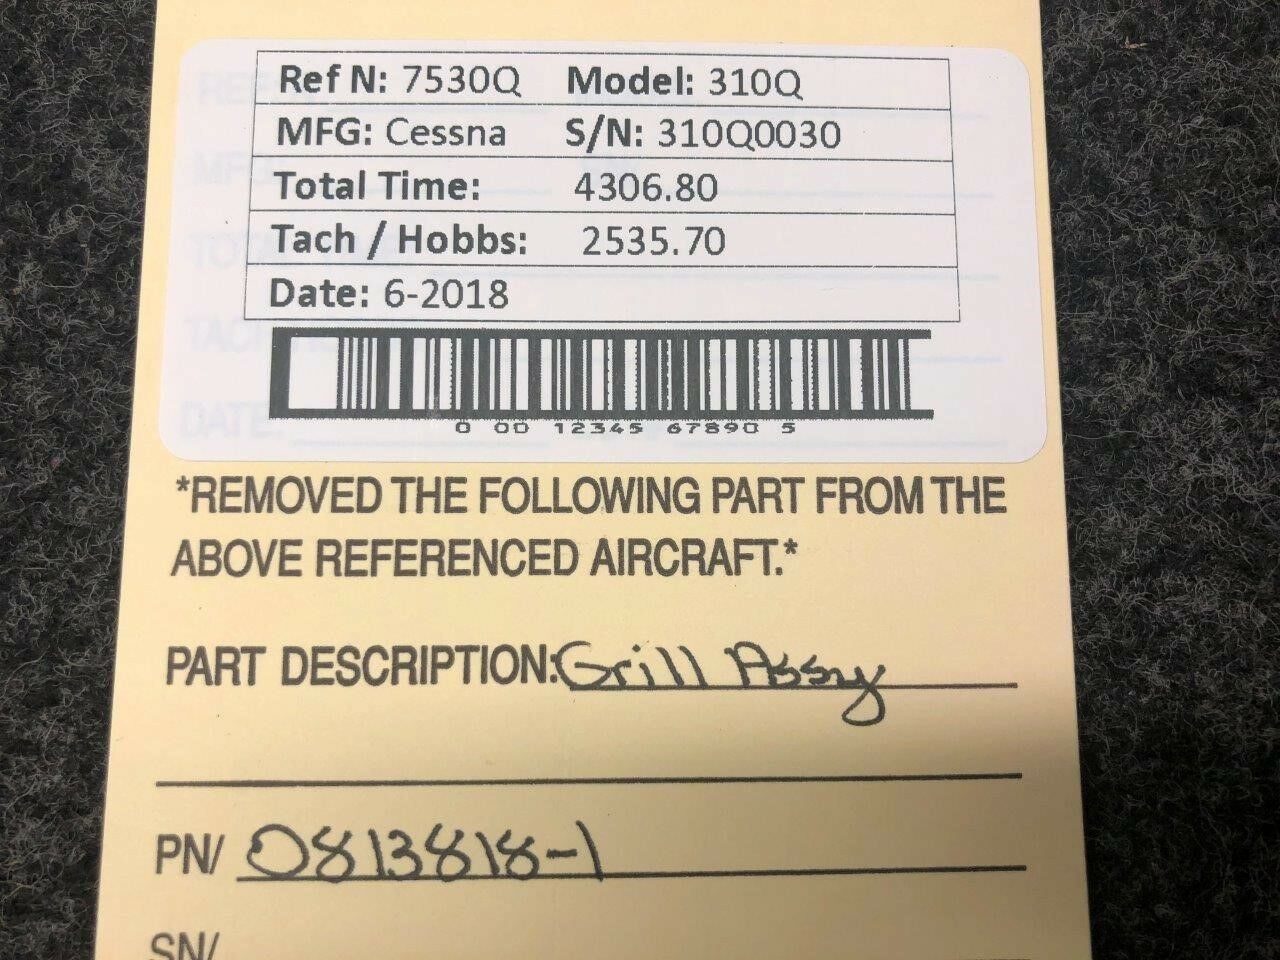 Ref N: 7530Q Model: 310Q
MFG: Cessna S/N: 310Q0030
Total Time: 4306.80
Tach / Hobbs: 2535.70
Date: 6-2018
0 00 12345 67890 5
*REMOVED THE FOLLOWING PART FROM THE
ABOVE REFERENCED AIRCRAFT.*
PART DESCRIPTION: Grill Assy
PN/ 0813818-1
SN/